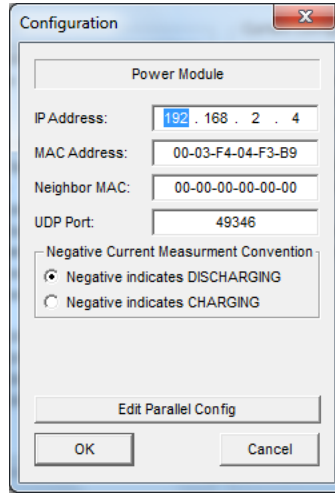 Configuration
X
Power Module
IP Address: 192 . 168 . 2 . 4
MAC Address: 00-03-F4-04-F3-B9
Neighbor MAC: 00-00-00-00-00-00
UDP Port: 49346
Negative Current Measurment Convention
Negative indicates DISCHARGING
Negative indicates CHARGING
Edit Parallel Config
OK Cancel